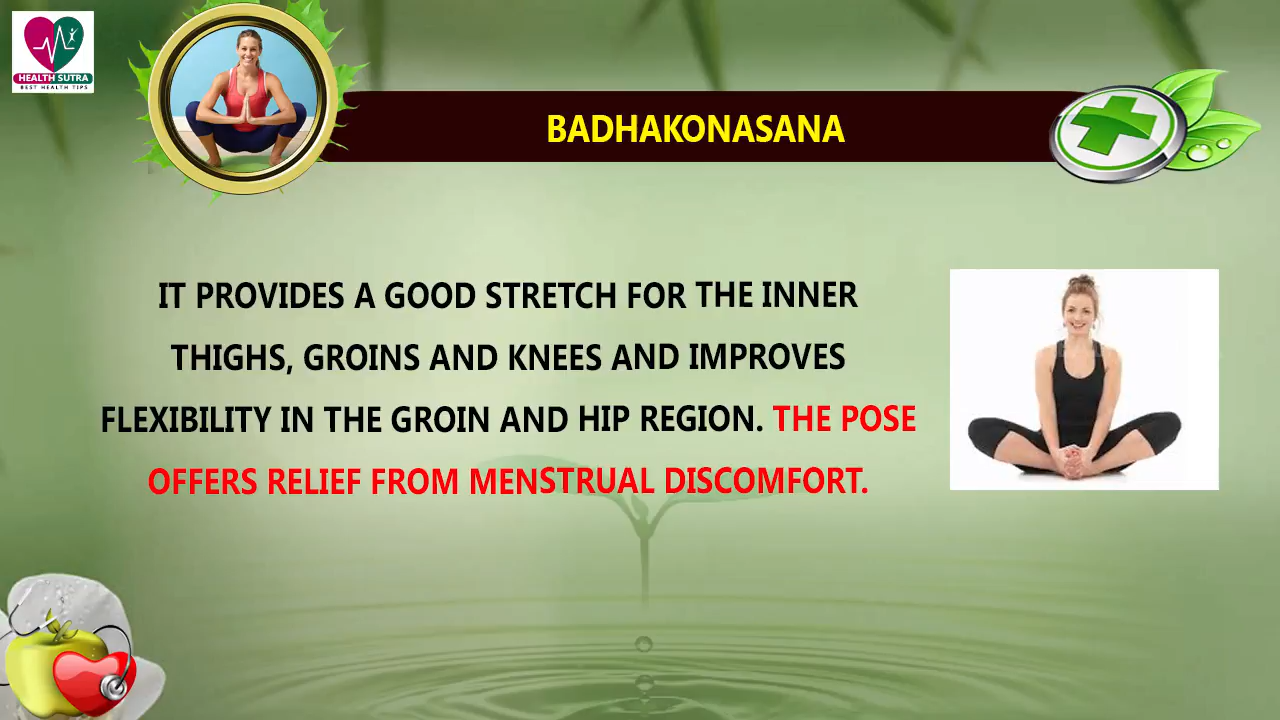 HEALTH SUTRA
BEST HEALTH TIPS
BADHAKONASANA
IT PROVIDES A GOOD STRETCH FOR THE INNER
THIGHS, GROINS AND KNEES AND IMPROVES
FLEXIBILITY IN THE GROIN AND HIP REGION. THE POSE
OFFERS RELIEF FROM MENSTRUAL DISCOMFORT.